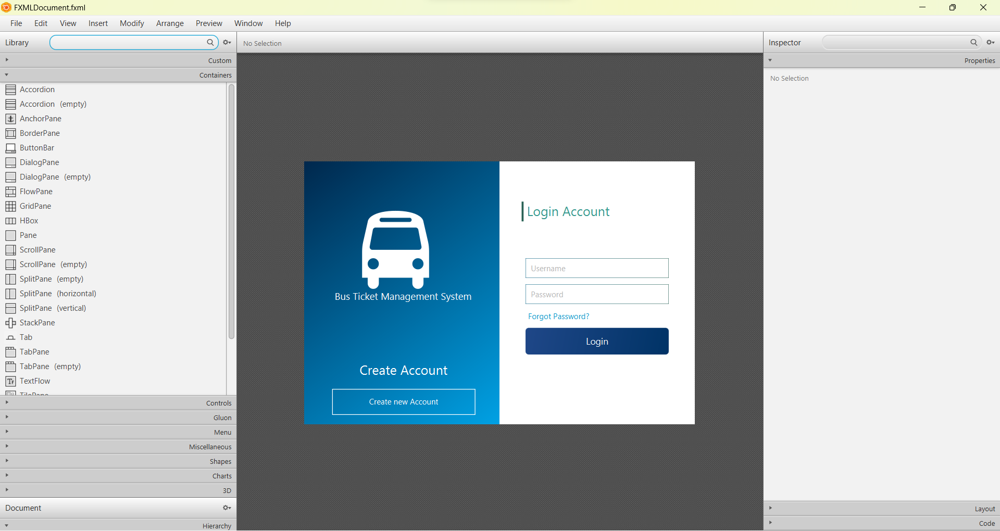 FXMLDocument.fxml
File Edit View Insert Modify Arrange Preview Window Help
Library
Custom
Containers
Accordion
Accordion (empty)
AnchorPane
BorderPane
ButtonBar
DialogPane
DialogPane (empty)
FlowPane
GridPane
HBox
Pane
ScrollPane
ScrollPane (empty)
SplitPane (empty)
SplitPane (horizontal)
SplitPane (vertical)
StackPane
Tab
TabPane
TabPane (empty)
TextFlow
TilePane
Controls
Gluon
Menu
Miscellaneous
Shapes
Charts
3D
Document
Hierarchy
No Selection
Bus Ticket Management System
Create Account
Create new Account
Login Account
Username
Password
Forgot Password?
Login
Inspector
Properties
No Selection
Layout
Code